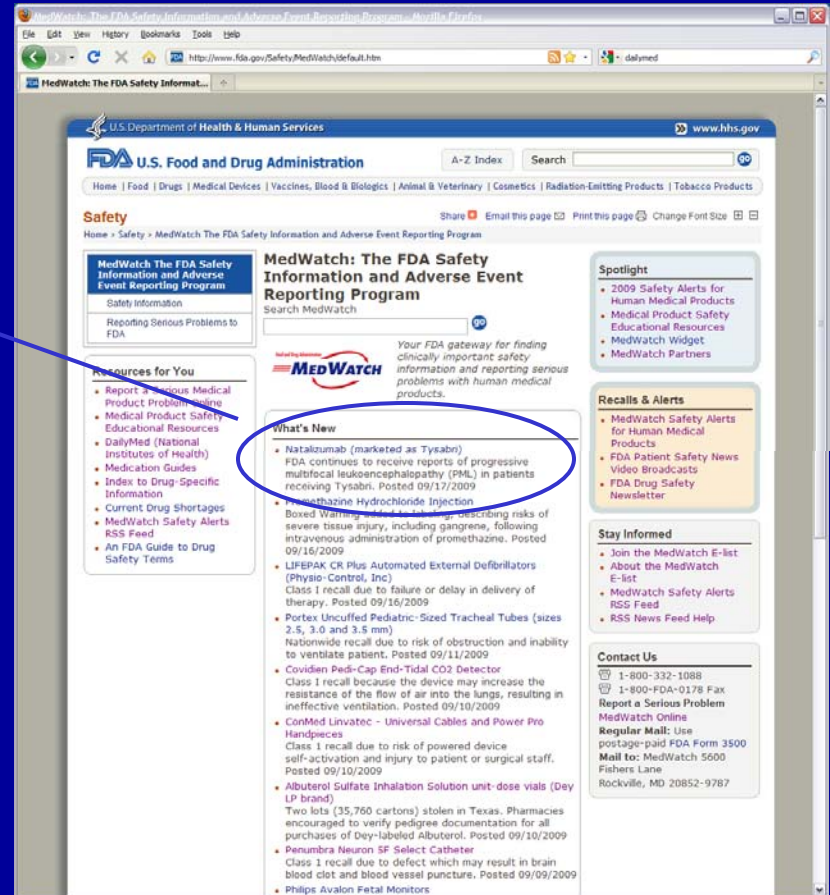 MedWatch: The FDA Safety Information and Adverse Event Reporting Program - Mozilla Firefox
File Edit View History Bookmarks Tools Help
http://www.fda.gov/Safety/MedWatch/default.htm
dailymed
MedWatch: The FDA Safety Informat...
U.S. Department of Health & Human Services
www.hhs.gov
FDA U.S. Food and Drug Administration
A-Z Index
Search
go
Home | Food | Drugs | Medical Devices | Vaccines, Blood & Biologics | Animal & Veterinary | Cosmetics | Radiation-Emitting Products | Tobacco Products
Safety
Share Email this page Print this page Change Font Size
Home > Safety > MedWatch The FDA Safety Information and Adverse Event Reporting Program
MedWatch The FDA Safety
Information and Adverse
Event Reporting Program
Safety Information
Reporting Serious Problems to
FDA
Resources for You
Report a Serious Medical
Product Problem Online
Medical Product Safety
Educational Resources
DailyMed (National
Institutes of Health)
Medication Guides
Index to Drug-Specific
Information
Current Drug Shortages
MedWatch Safety Alerts
RSS Feed
An FDA Guide to Drug
Safety Terms
MedWatch: The FDA Safety
Information and Adverse Event
Reporting Program
Search MedWatch
go
MEDWATCH
Your FDA gateway for finding
clinically important safety
information and reporting serious
problems with human medical
products.
What's New
Natalizumab (marketed as Tysabri)
FDA continues to receive reports of progressive
multifocal leukoencephalopathy (PML) in patients
receiving Tysabri. Posted 09/17/2009
Promethazine Hydrochloride Injection
Boxed Warning added to labeling, describing risks of
severe tissue injury, including gangrene, following
intravenous administration of promethazine. Posted
09/16/2009
LIFEPAK CR Plus Automated External Defibrillators
(Physio-Control, Inc)
Class I recall due to failure or delay in delivery of
therapy. Posted 09/16/2009
Portex Uncuffed Pediatric-Sized Tracheal Tubes (sizes
2.5, 3.0 and 3.5 mm)
Nationwide recall due to risk of obstruction and inability
to ventilate patient. Posted 09/11/2009
Covidien Pedi-Cap End-Tidal CO2 Detector
Class I recall because the device may increase the
resistance of the flow of air into the lungs, resulting in
ineffective ventilation. Posted 09/10/2009
ConMed Linvatec - Universal Cables and Power Pro
Handpieces
Class 1 recall due to risk of powered device
self-activation and injury to patient or surgical staff.
Posted 09/10/2009
Albuterol Sulfate Inhalation Solution unit-dose vials (Dey
LP brand)
Two lots (35,760 cartons) stolen in Texas. Pharmacies
encouraged to verify pedigree documentation for all
purchases of Dey-labeled Albuterol. Posted 09/10/2009
Penumbra Neuron 5F Select Catheter
Class 1 recall due to defect which may result in brain
blood clot and blood vessel puncture. Posted 09/09/2009
Philips Avalon Fetal Monitors
Spotlight
2009 Safety Alerts for
Human Medical Products
Medical Product Safety
Educational Resources
MedWatch Widget
MedWatch Partners
Recalls & Alerts
MedWatch Safety Alerts
for Human Medical
Products
FDA Patient Safety News
Video Broadcasts
FDA Drug Safety
Newsletter
Stay Informed
Join the MedWatch E-list
About the MedWatch
E-list
MedWatch Safety Alerts
RSS Feed
RSS News Feed Help
Contact Us
1-800-332-1088
1-800-FDA-0178 Fax
Report a Serious Problem
MedWatch Online
Regular Mail: Use
postage-paid FDA Form 3500
Mail to: MedWatch 5600
Fishers Lane
Rockville, MD 20852-9787